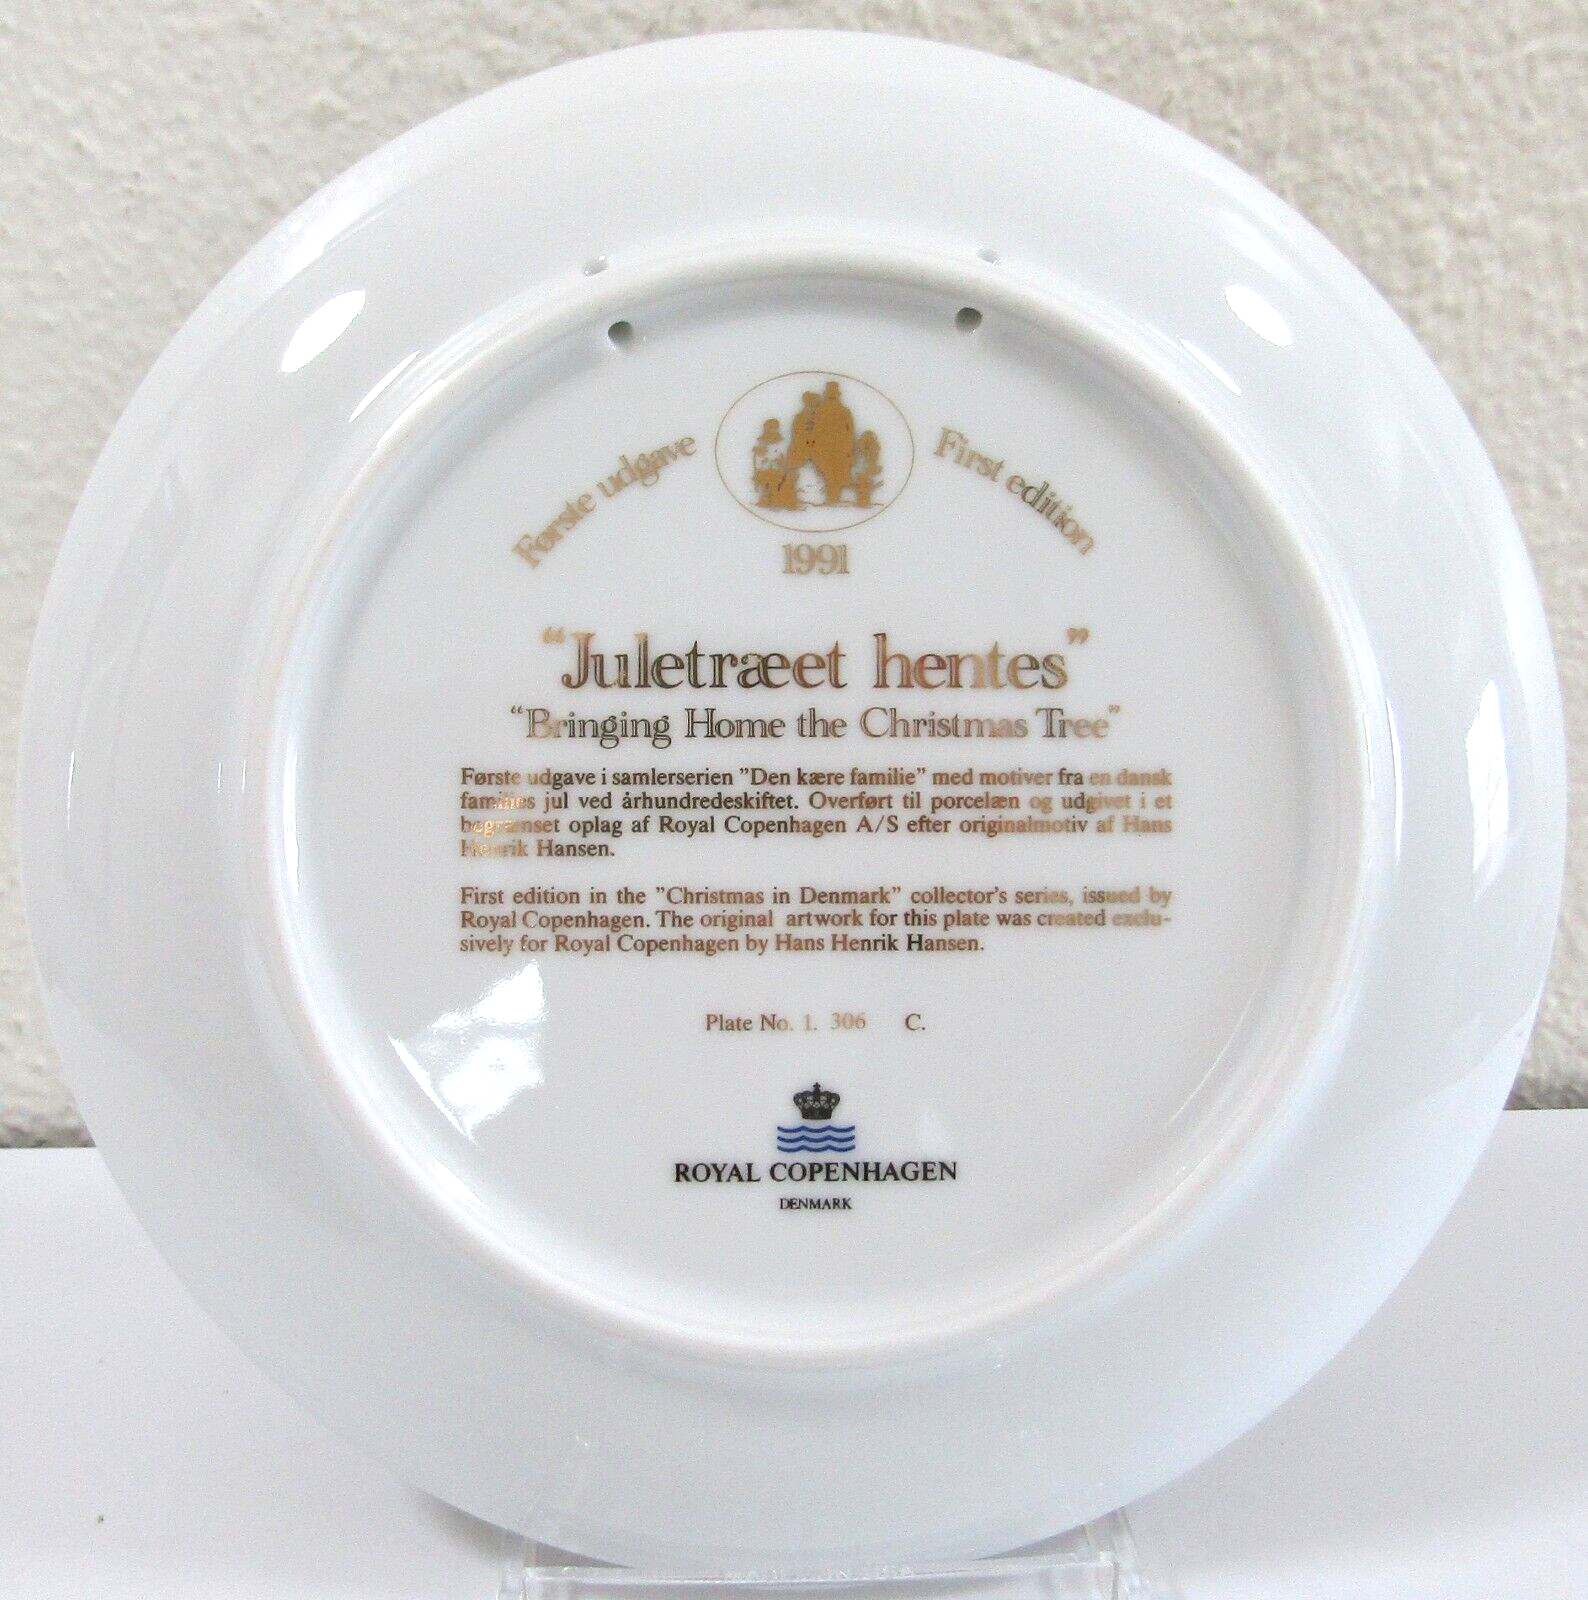 Første udgave
First edition
1991
“Juletræet hentes”
“Bringing Home the Christmas Tree”
Første udgave i samlerserien ”Den kære familie” med motiver fra en dansk
families jul ved århundredeskiftet. Overført til porcelæn og udgivet i et
begrænset oplag af Royal Copenhagen A/S efter originalmotiv af Hans
Henrik Hansen.
First edition in the ”Christmas in Denmark” collector's series, issued by
Royal Copenhagen. The original artwork for this plate was created exclu-
sively for Royal Copenhagen by Hans Henrik Hansen.
Plate No. 1. 306 C.
ROYAL COPENHAGEN
DENMARK